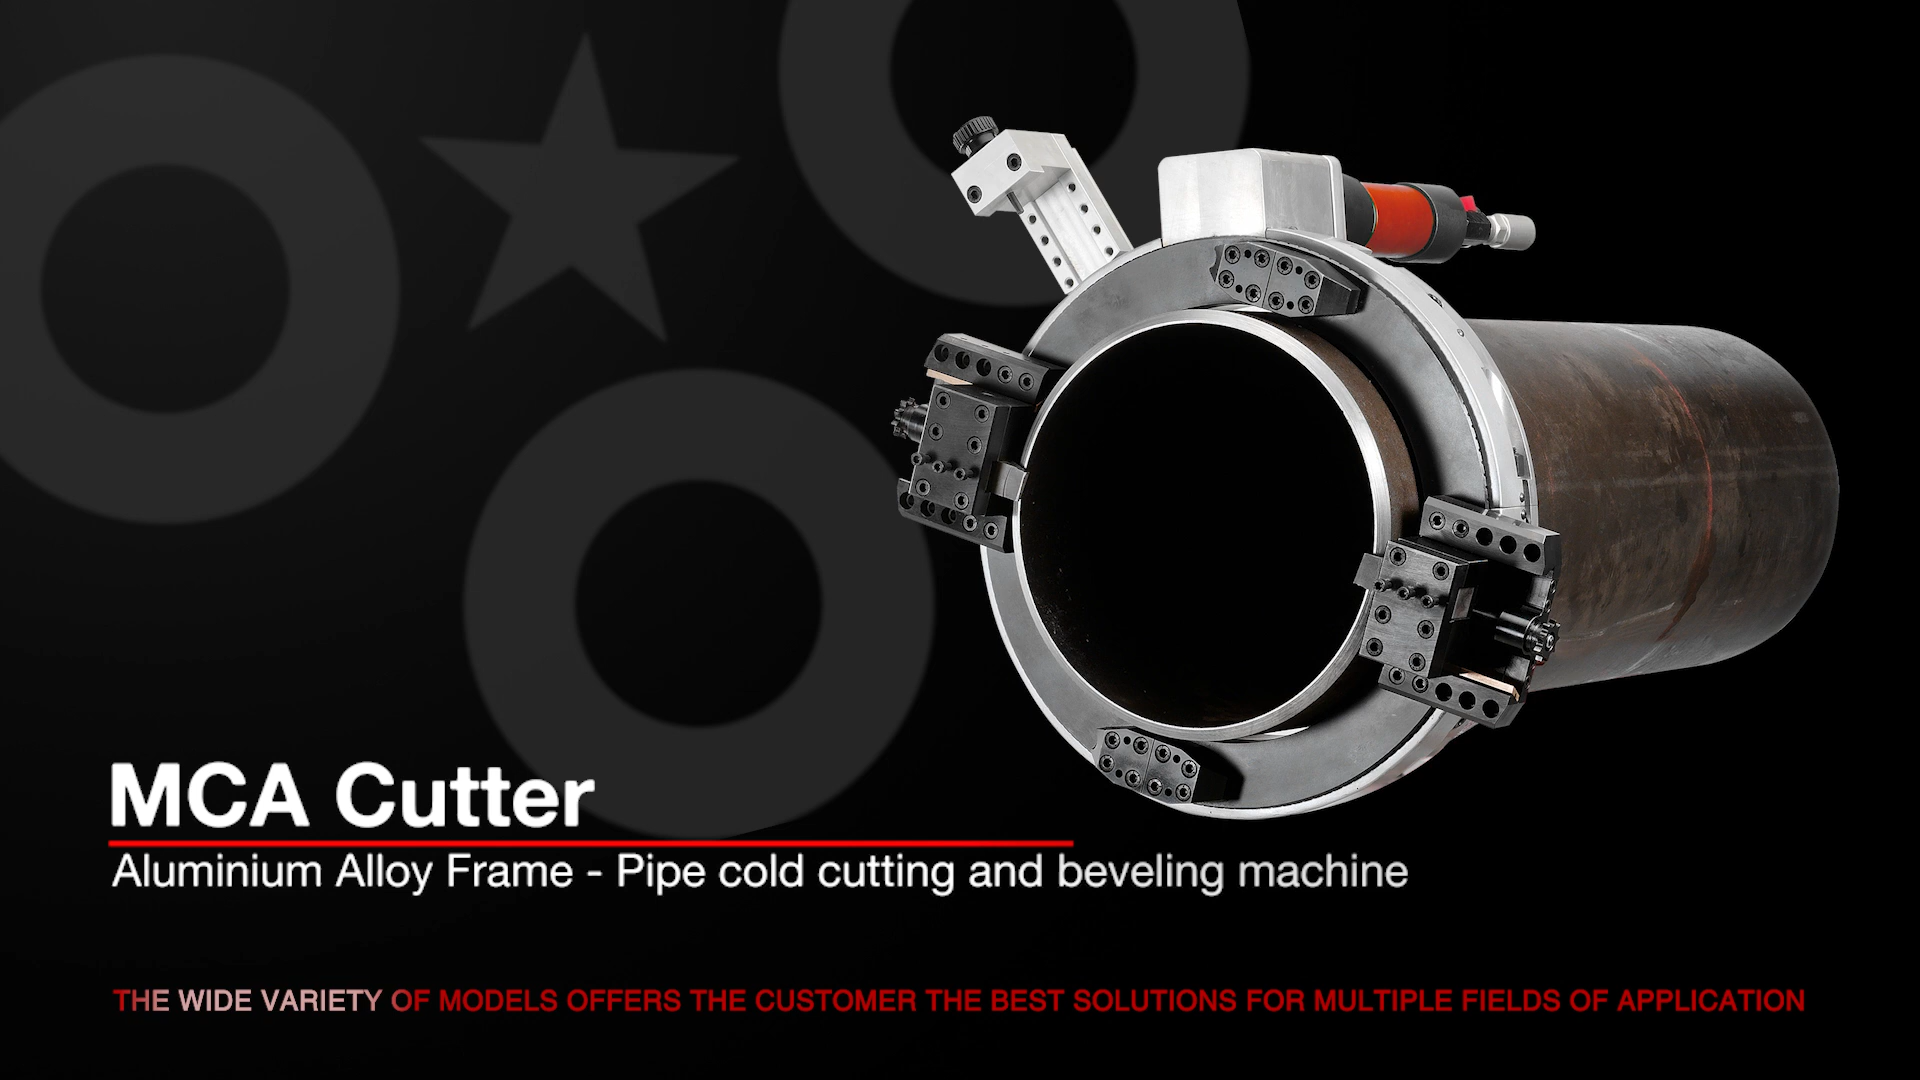 MCA Cutter
Aluminium Alloy Frame - Pipe cold cutting and beveling machine
THE WIDE VARIETY OF MODELS OFFERS THE CUSTOMER THE BEST SOLUTIONS FOR MULTIPLE FIELDS OF APPLICATION